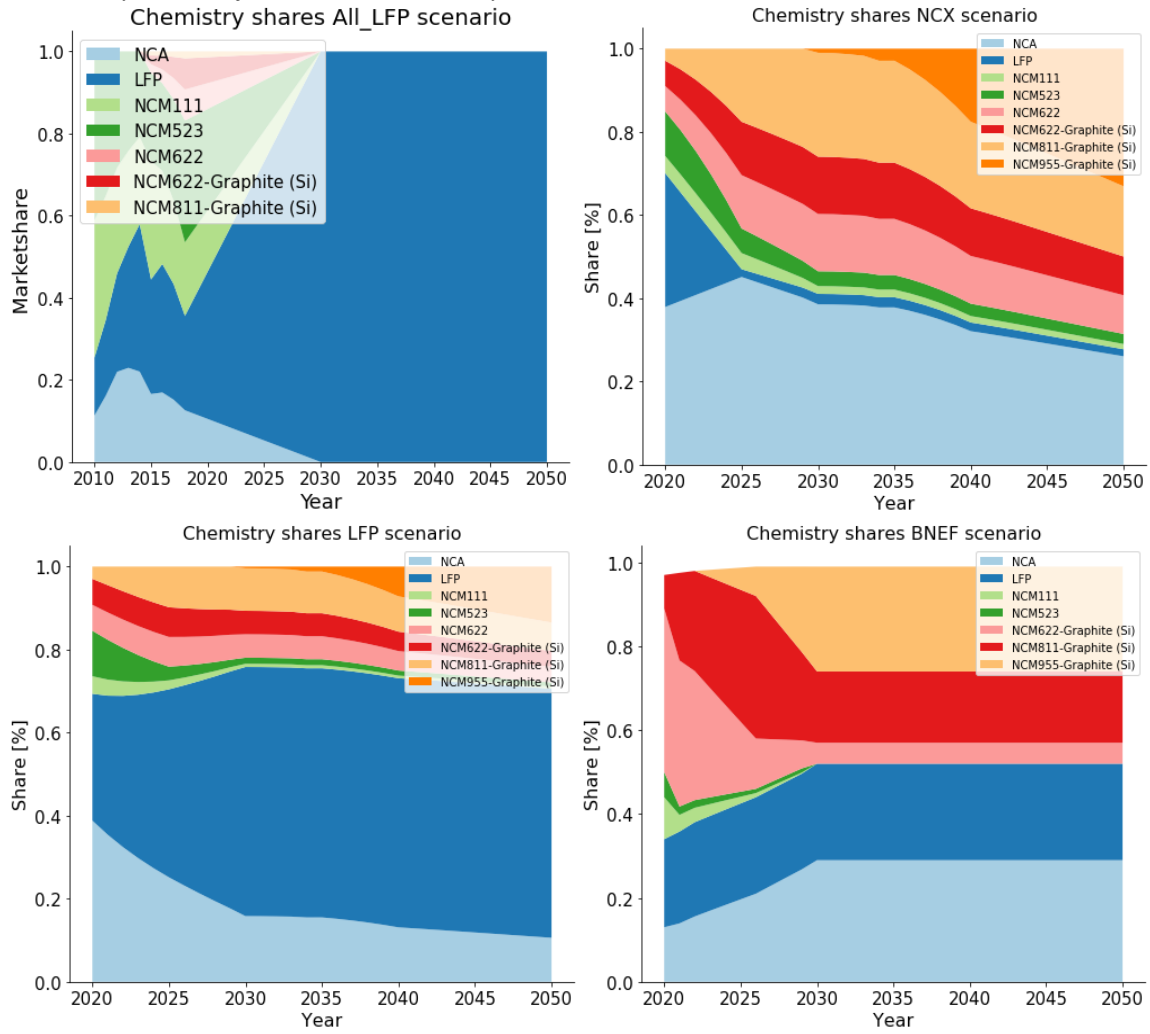 Chemistry shares All_LFP scenario
NCA
LFP
NCM111
NCM523
NCM622
NCM622-Graphite (Si)
NCM811-Graphite (Si)
Marketshare
1.0
0.8
0.6
0.4
0.2
0.0
2010 2015 2020 2025 2030 2035 2040 2045 2050
Year
Chemistry shares NCX scenario
NCA
LFP
NCM111
NCM523
NCM622
NCM622-Graphite (Si)
NCM811-Graphite (Si)
NCM955-Graphite (Si)
Share [%]
1.0
0.8
0.6
0.4
0.2
0.0
2020 2025 2030 2035 2040 2045 2050
Year
Chemistry shares LFP scenario
NCA
LFP
NCM111
NCM523
NCM622
NCM622-Graphite (Si)
NCM811-Graphite (Si)
NCM955-Graphite (Si)
Share [%]
1.0
0.8
0.6
0.4
0.2
0.0
2020 2025 2030 2035 2040 2045 2050
Year
Chemistry shares BNEF scenario
NCA
LFP
NCM111
NCM523
NCM622-Graphite (Si)
NCM811-Graphite (Si)
NCM955-Graphite (Si)
Share [%]
1.0
0.8
0.6
0.4
0.2
0.0
2020 2025 2030 2035 2040 2045 2050
Year